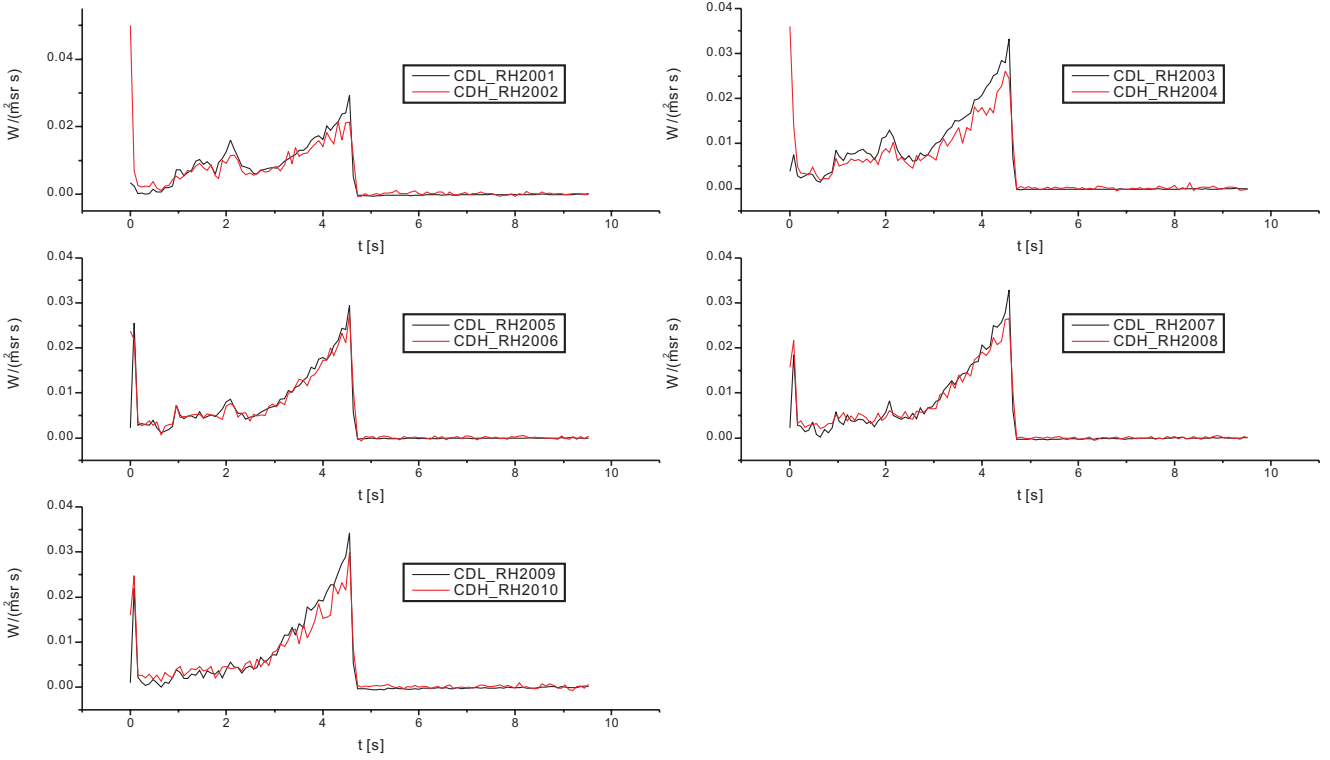 0.04
0.02
0.00
W/(m²sr s)
CDL_RH2001
CDH_RH2002
0 2 4 6 8 10
t [s]
0.04
0.03
0.02
0.01
0.00
W/(m²sr s)
CDL_RH2003
CDH_RH2004
0 2 4 6 8 10
t [s]
0.04
0.03
0.02
0.01
0.00
W/(m²sr s)
CDL_RH2005
CDH_RH2006
0 2 4 6 8 10
t [s]
0.04
0.03
0.02
0.01
0.00
W/(m²sr s)
CDL_RH2007
CDH_RH2008
0 2 4 6 8 10
t [s]
0.04
0.03
0.02
0.01
0.00
W/(m²sr s)
CDL_RH2009
CDH_RH2010
0 2 4 6 8 10
t [s]